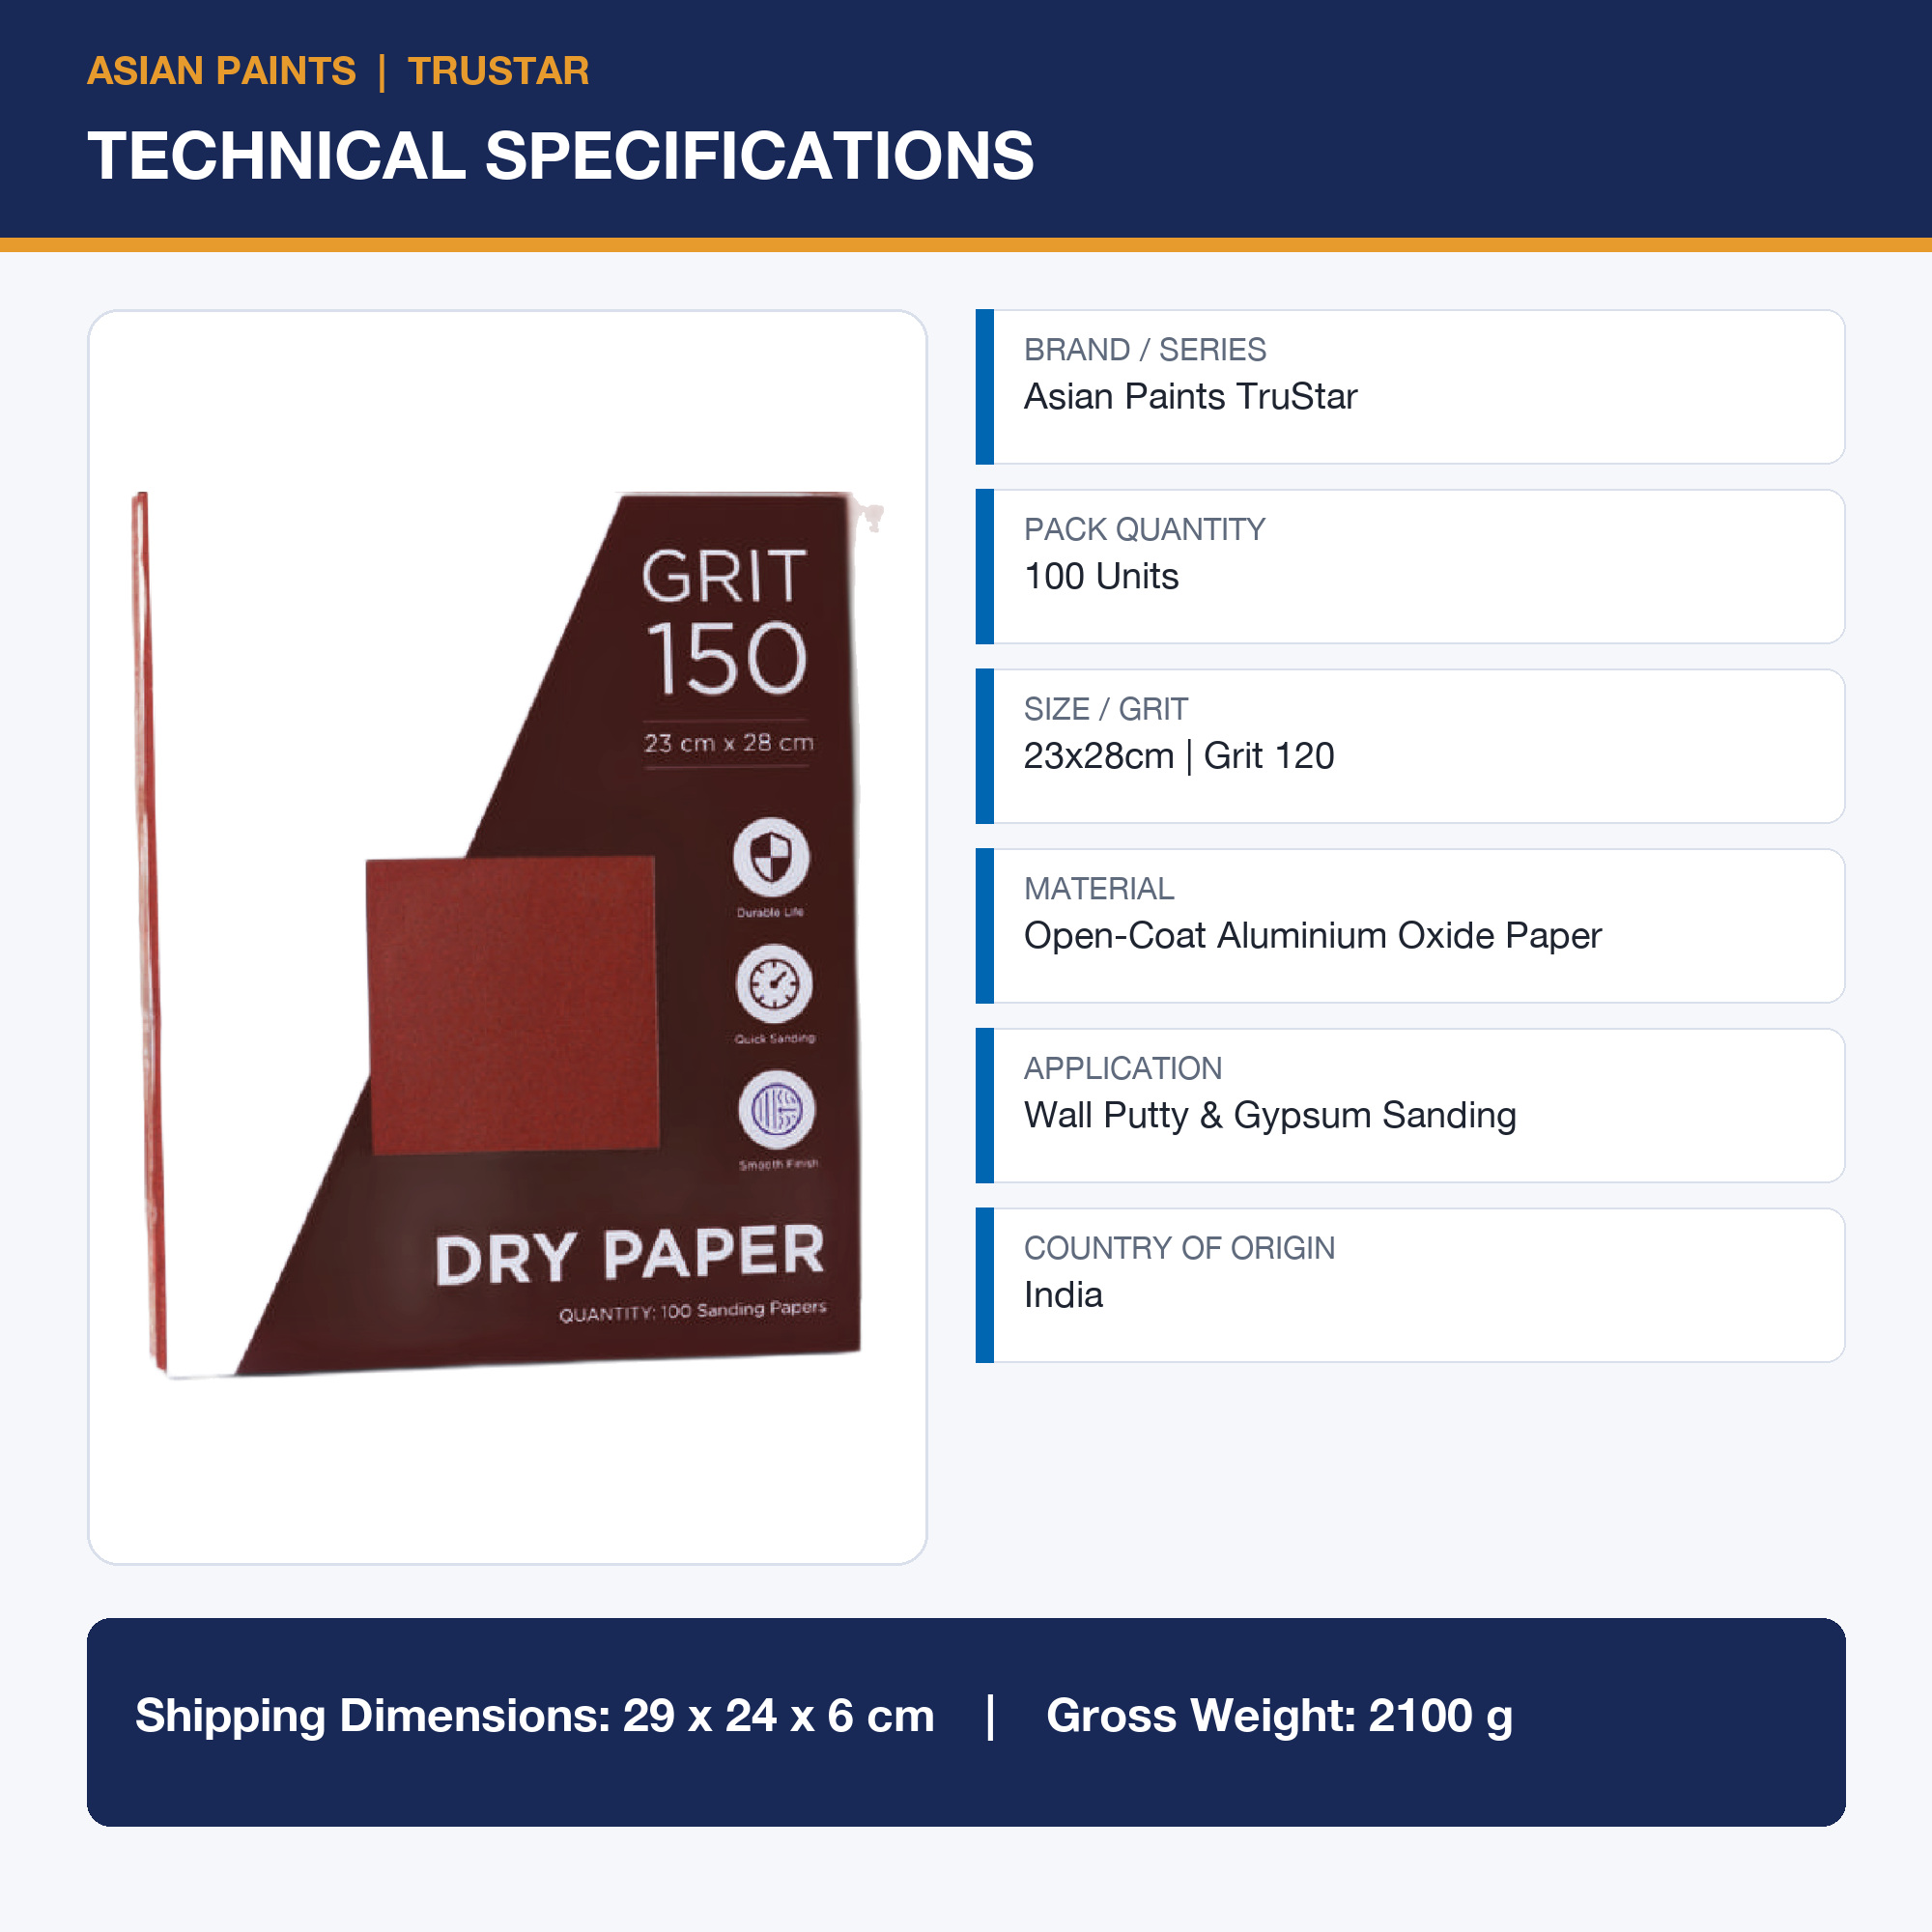 ASIAN PAINTS | TRUSTAR
TECHNICAL SPECIFICATIONS
GRIT
150
23 cm x 28 cm
Durable Life
Quick Sanding
Smooth Finish
DRY PAPER
QUANTITY: 100 Sanding Papers
BRAND / SERIES
Asian Paints TruStar
PACK QUANTITY
100 Units
SIZE / GRIT
23x28cm | Grit 120
MATERIAL
Open-Coat Aluminium Oxide Paper
APPLICATION
Wall Putty & Gypsum Sanding
COUNTRY OF ORIGIN
India
Shipping Dimensions: 29 x 24 x 6 cm | Gross Weight: 2100 g